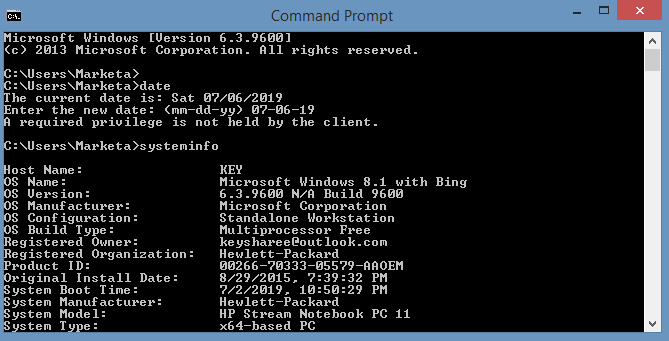 Command Prompt
Microsoft Windows [Version 6.3.9600]
(c) 2013 Microsoft Corporation. All rights reserved.
C:\Users\Marketa>
C:\Users\Marketa>date
The current date is: Sat 07/06/2019
Enter the new date: (mm-dd-yy) 07-06-19
A required privilege is not held by the client.
C:\Users\Marketa>systeminfo
Host Name: KEY
OS Name: Microsoft Windows 8.1 with Bing
OS Version: 6.3.9600 N/A Build 9600
OS Manufacturer: Microsoft Corporation
OS Configuration: Standalone Workstation
OS Build Type: Multiprocessor Free
Registered Owner: keysharee@outlook.com
Registered Organization: Hewlett-Packard
Product ID: 00266-70333-05579-AAOEM
Original Install Date: 8/29/2015, 7:39:32 PM
System Boot Time: 7/2/2019, 10:50:29 PM
System Manufacturer: Hewlett-Packard
System Model: HP Stream Notebook PC 11
System Type: x64-based PC